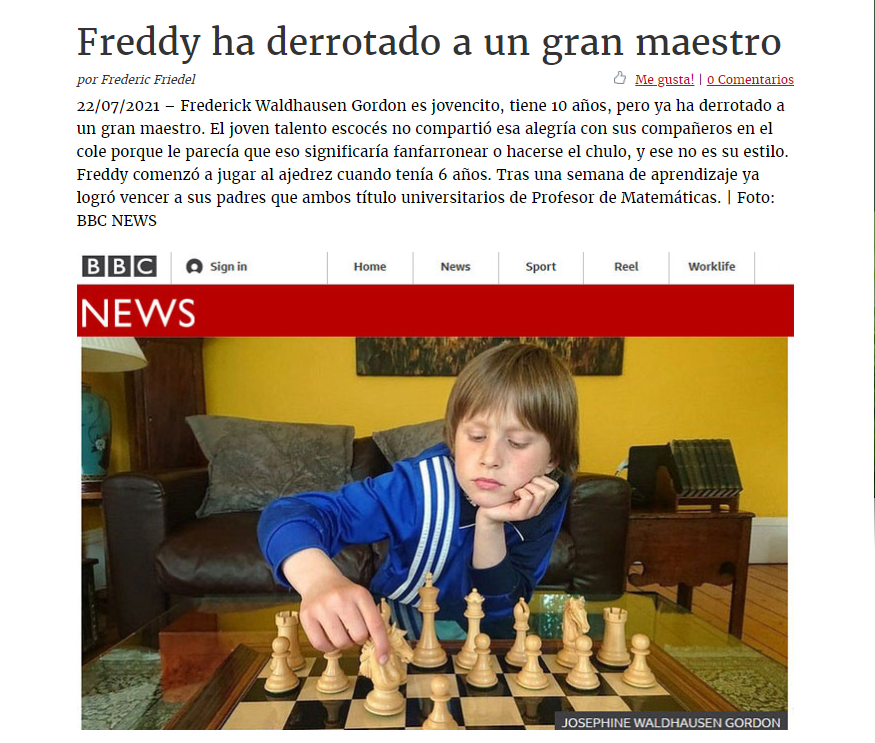 Freddy ha derrotado a un gran maestro
por Frederic Friedel
Me gusta! | 0 Comentarios
22/07/2021 – Frederick Waldhausen Gordon es jovencito, tiene 10 años, pero ya ha derrotado a
un gran maestro. El joven talento escocés no compartió esa alegría con sus compañeros en el
cole porque le parecía que eso significaría fanfarronear o hacerse el chulo, y ese no es su estilo.
Freddy comenzó a jugar al ajedrez cuando tenía 6 años. Tras una semana de aprendizaje ya
logró vencer a sus padres que ambos título universitarios de Profesor de Matemáticas. | Foto:
BBC NEWS
BBC Sign in Home News Sport Reel Worklife
NEWS
JOSEPHINE WALDHAUSEN GORDON